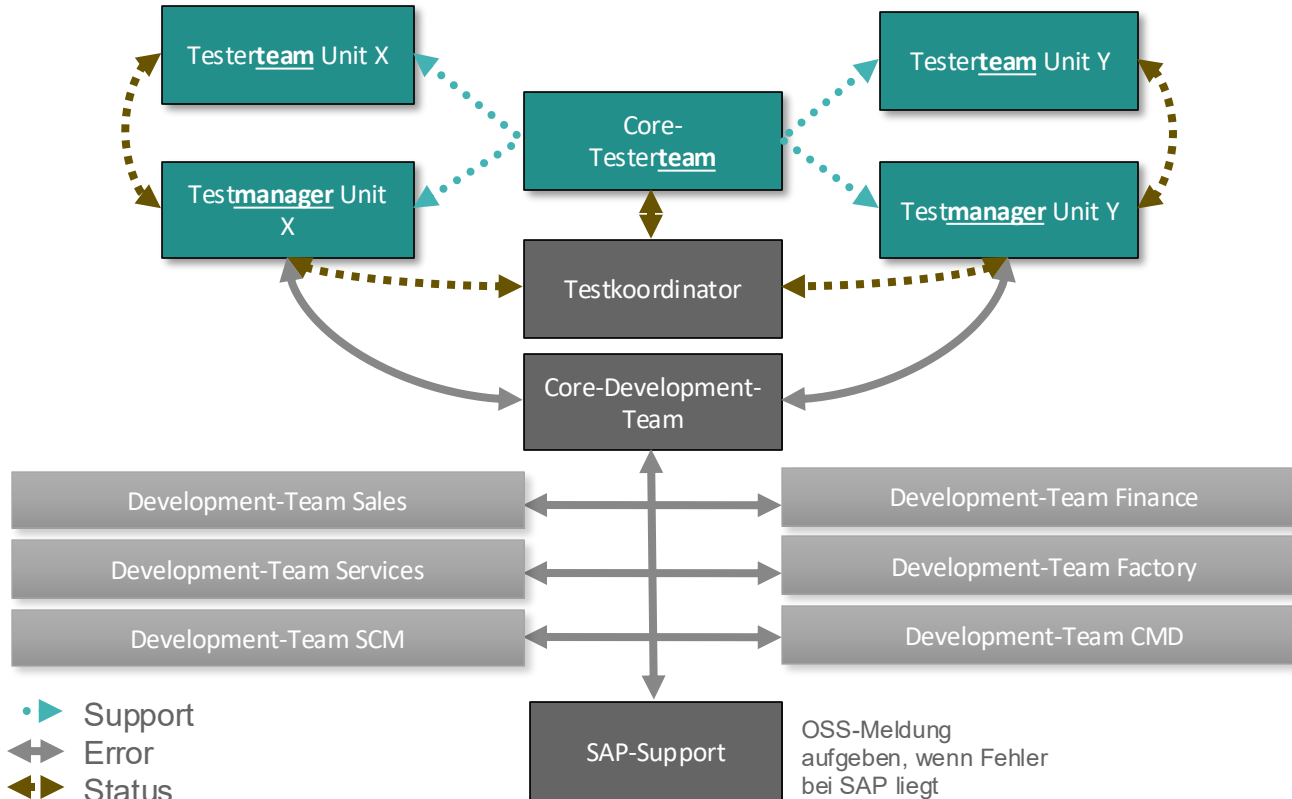 Testerteam Unit X
Testerteam Unit Y
Core-
Testerteam
Testmanager Unit
X
Testmanager Unit Y
Testkoordinator
Core-Development-
Team
Development-Team Sales
Development-Team Finance
Development-Team Services
Development-Team Factory
Development-Team SCM
Development-Team CMD
Support
Error
Status
SAP-Support
OSS-Meldung
aufgeben, wenn Fehler
bei SAP liegt